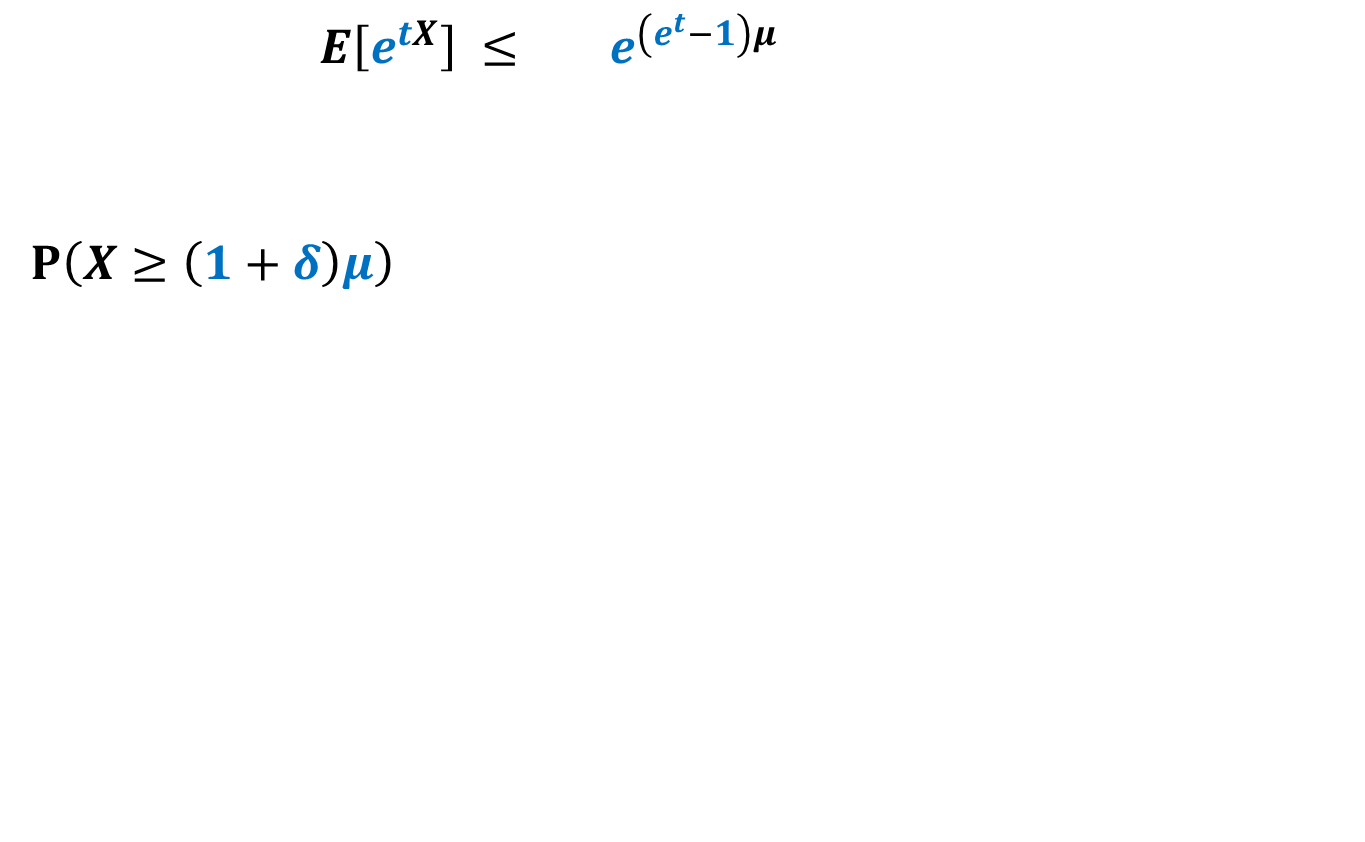 𝑬[𝒆^{𝒕𝑿}] ≤ 𝒆^{(𝒆^𝒕−𝟏)𝝁}
𝐏(𝑿 ≥ (𝟏 + 𝜹)𝝁)